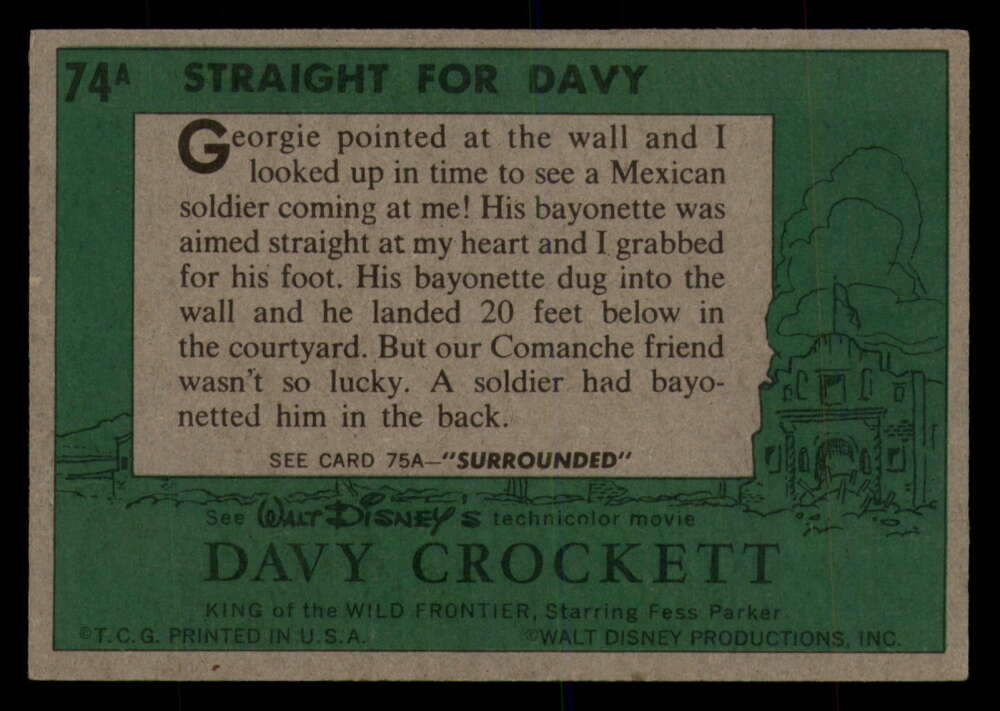 74A STRAIGHT FOR DAVY
Georgie pointed at the wall and I
looked up in time to see a Mexican
soldier coming at me! His bayonette was
aimed straight at my heart and I grabbed
for his foot. His bayonette dug into the
wall and he landed 20 feet below in
the courtyard. But our Comanche friend
wasn't so lucky. A soldier had bayo-
netted him in the back.
SEE CARD 75A—"SURROUNDED"
See WALT DISNEY'S technicolor movie
DAVY CROCKETT
KING of the WILD FRONTIER, Starring Fess Parker
©T.C.G. PRINTED IN U.S.A. ©WALT DISNEY PRODUCTIONS, INC.